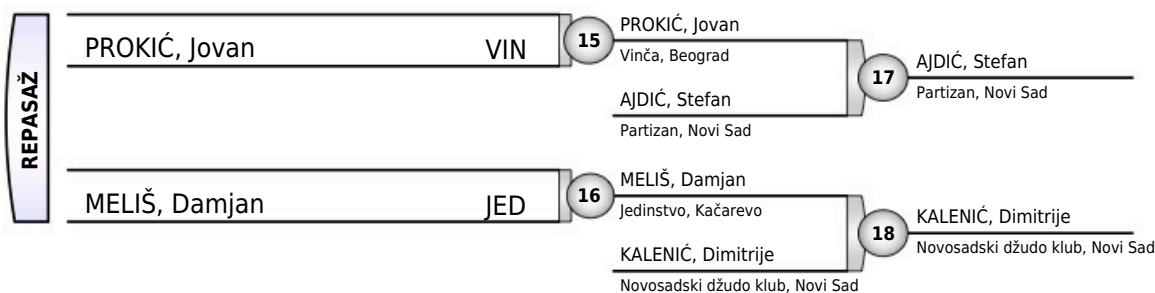 REPASAŽ
PROKIĆ, Jovan VIN
15
PROKIĆ, Jovan
Vinča, Beograd
AJDIĆ, Stefan
Partizan, Novi Sad
17
AJDIĆ, Stefan
Partizan, Novi Sad
MELIŠ, Damjan JED
16
MELIŠ, Damjan
Jedinstvo, Kačarevo
KALENIĆ, Dimitrije
Novosadski džudo klub, Novi Sad
18
KALENIĆ, Dimitrije
Novosadski džudo klub, Novi Sad